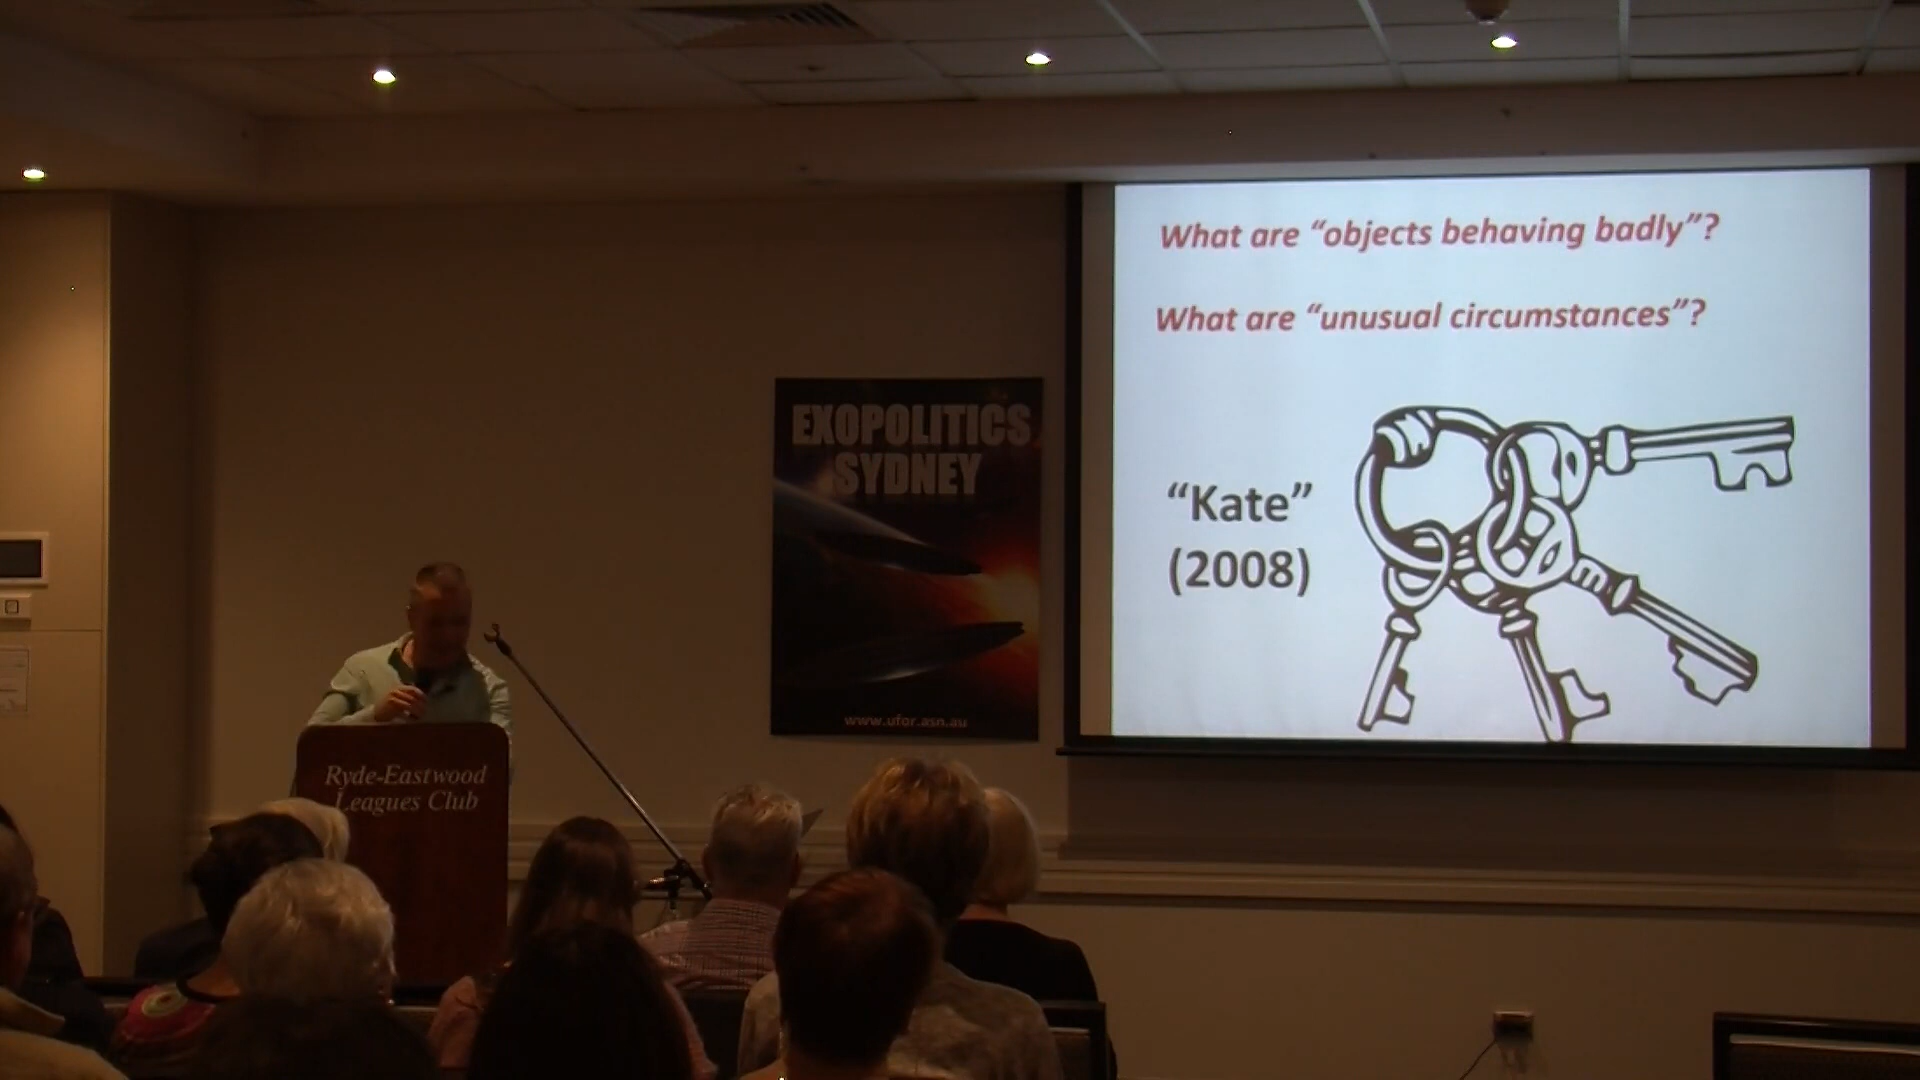 What are “objects behaving badly”?
What are “unusual circumstances”?
“Kate”
(2008)
EXOPOLITICS
SYDNEY
www.ufor.asn.au
Ryde-Eastwood
Leagues Club